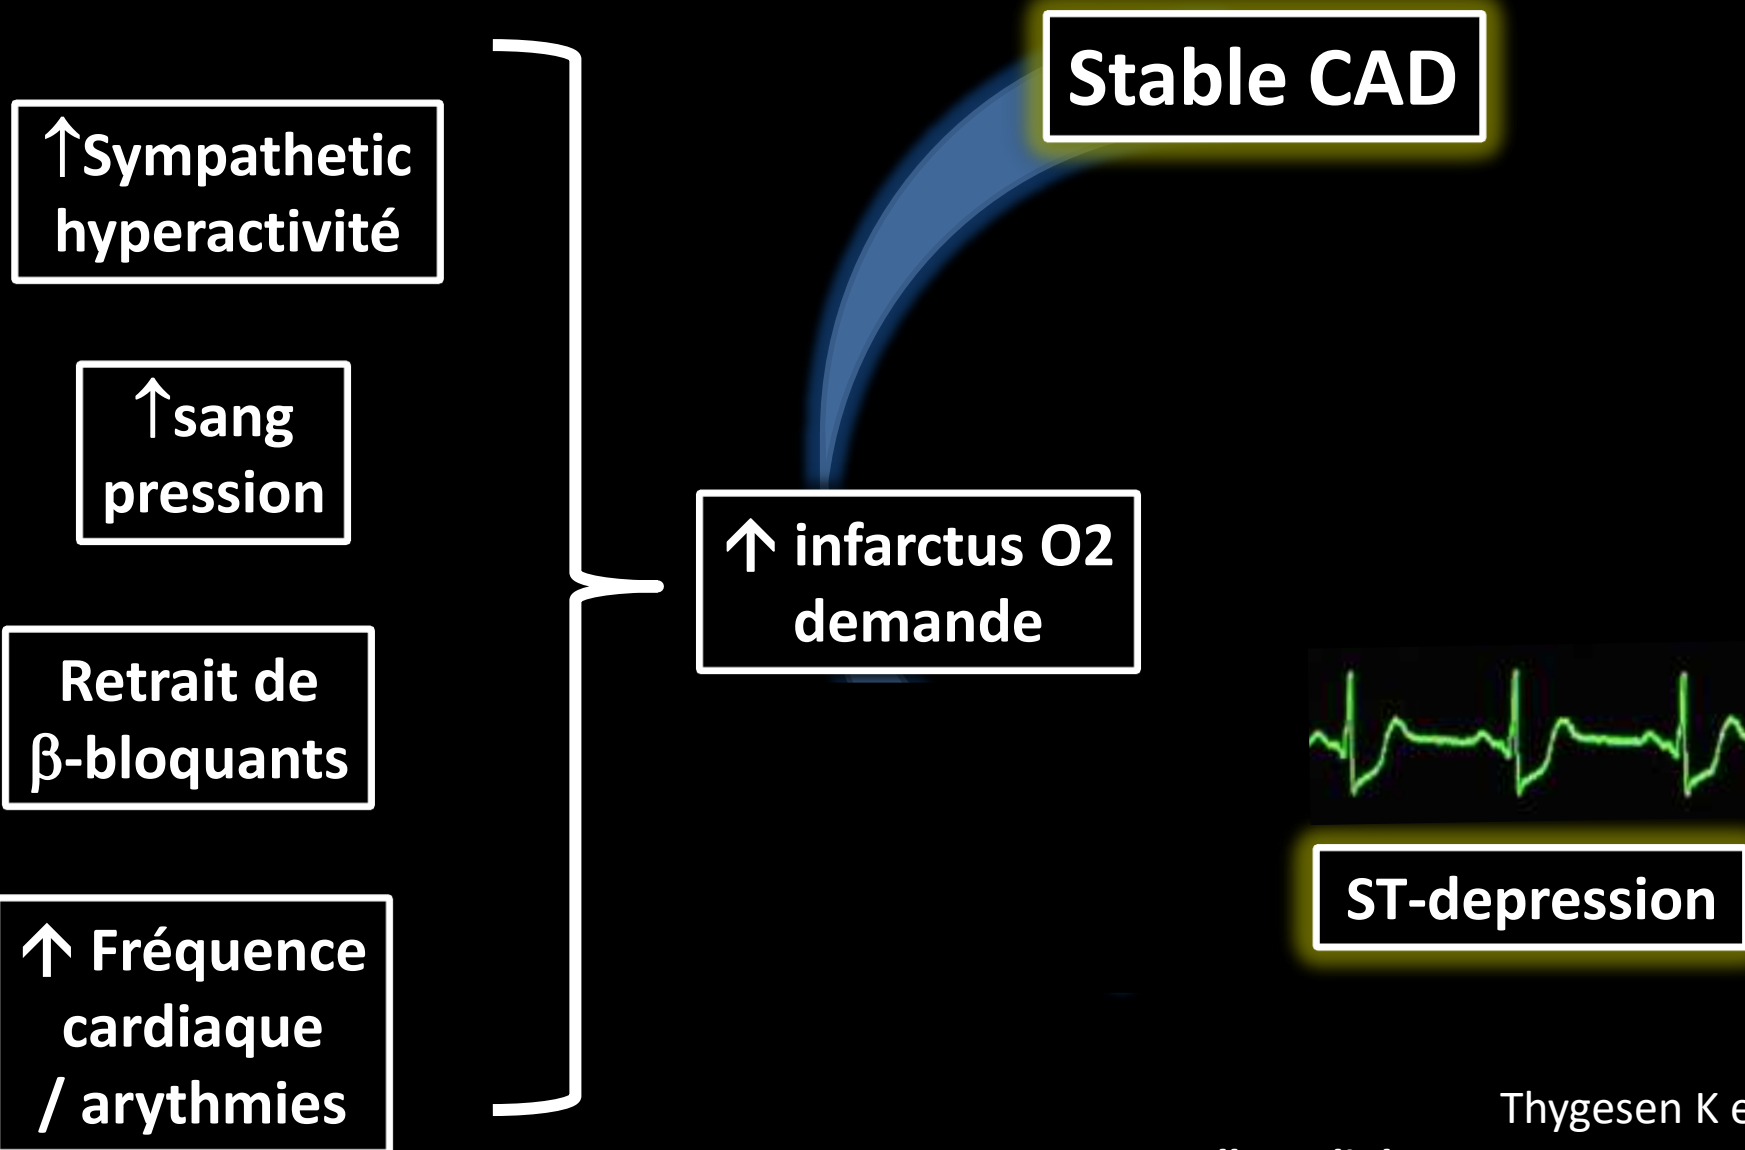 Stable CAD
↑Sympathetic
hyperactivité
↑sang
pression
Retrait de
β-bloquants
↑ Fréquence
cardiaque
/ arythmies
↑ infarctus O2
demande
ST-depression
Thygesen K e